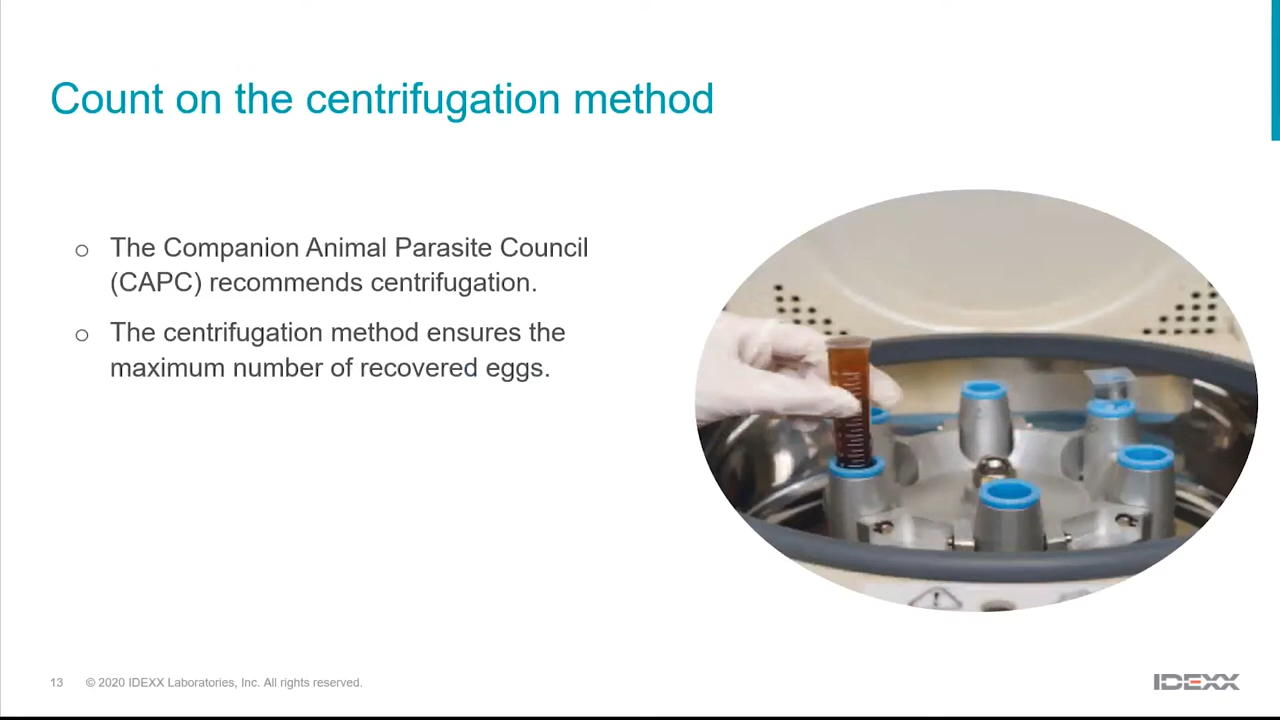 Count on the centrifugation method
o The Companion Animal Parasite Council
(CAPC) recommends centrifugation.
o The centrifugation method ensures the
maximum number of recovered eggs.
13 © 2020 IDEXX Laboratories, Inc. All rights reserved.
IDEXX